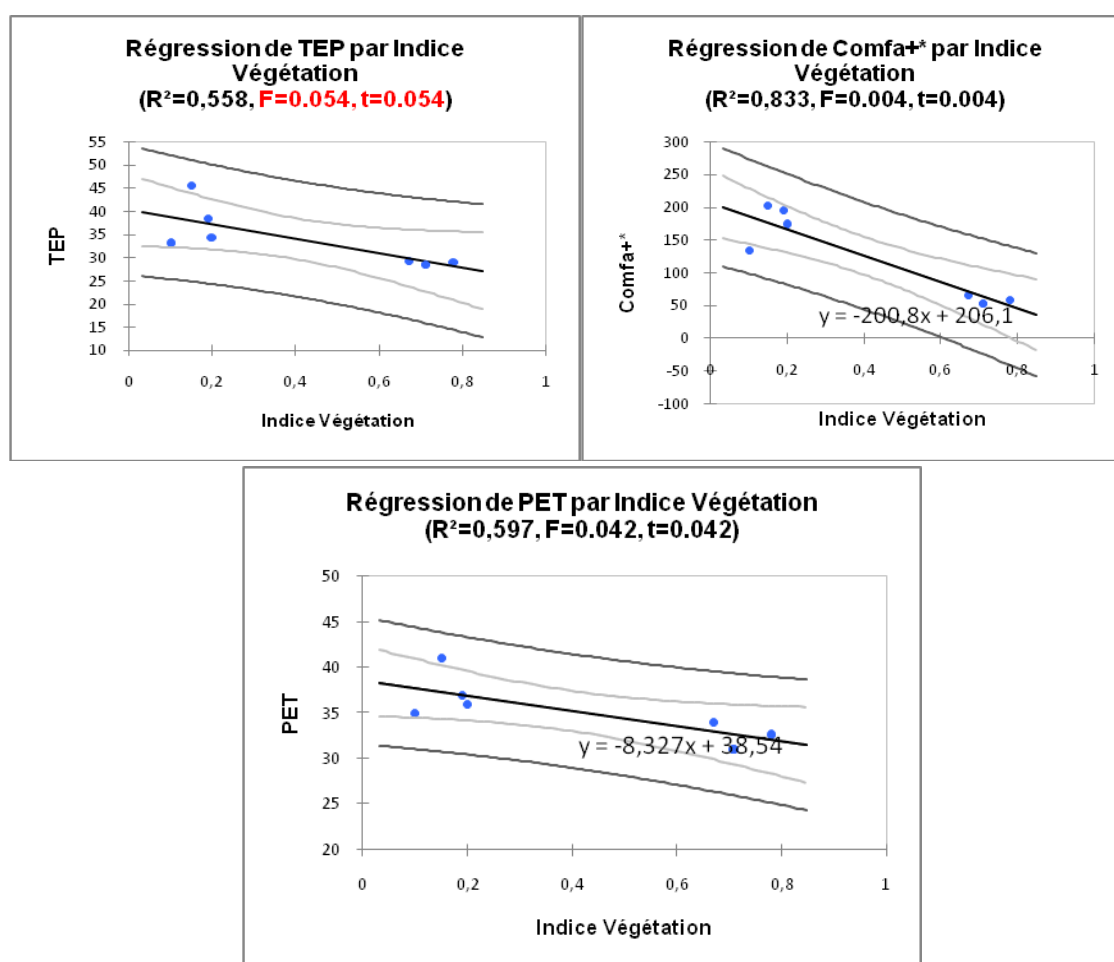 Régression de TEP par Indice
Végétation
(R²=0,558, F=0.054, t=0.054)
55
50
45
40
35
30
25
20
15
10
TEP
0
0,2
0,4
0,6
0,8
1
Indice Végétation
Régression de Comfa+* par Indice
Végétation
(R²=0,833, F=0.004, t=0.004)
300
250
200
150
100
50
0
-50
-100
Comfa+*
y = -200,8x + 206,1
0
0,2
0,4
0,6
0,8
1
Indice Végétation
Régression de PET par Indice Végétation
(R²=0,597, F=0.042, t=0.042)
50
45
40
35
30
25
20
PET
y = -8,327x + 38,54
0
0,2
0,4
0,6
0,8
1
Indice Végétation